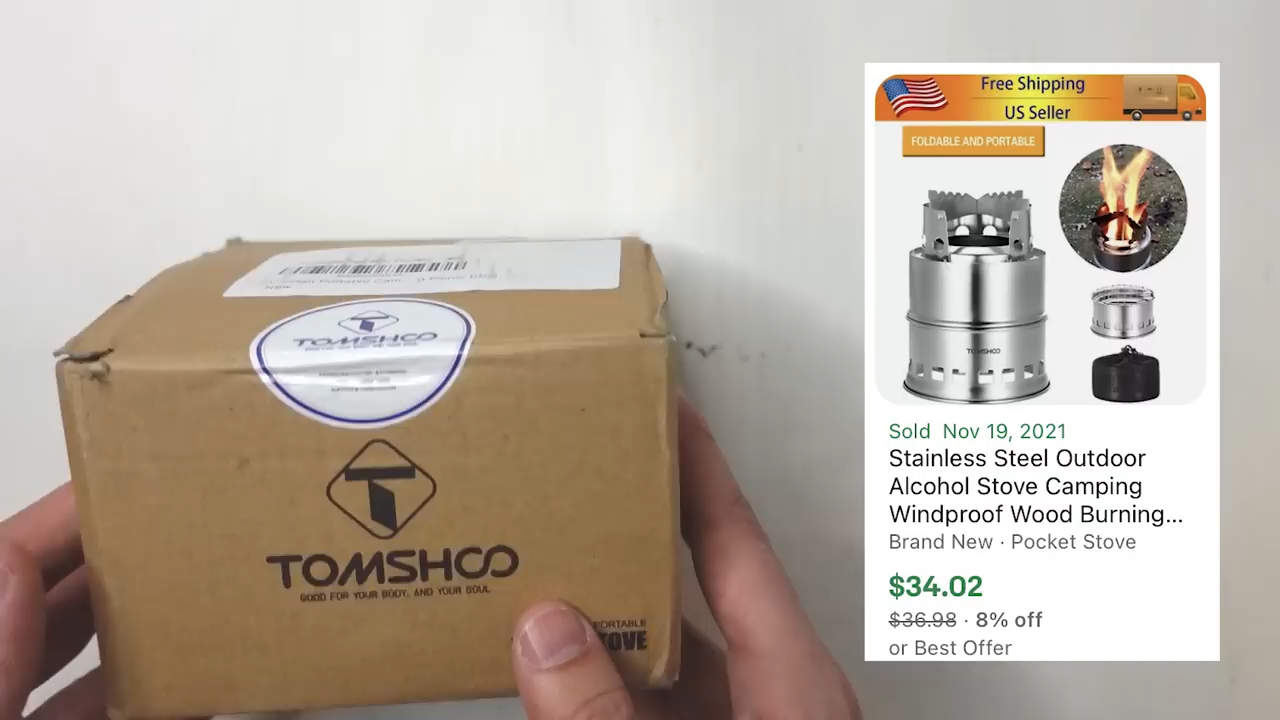 TOMSHOO
TOMSHOO
GOOD FOR YOUR BODY, AND YOUR SOUL
PORTABLE
Free Shipping
US Seller
FOLDABLE AND PORTABLE
TOMSHOO
Sold Nov 19, 2021
Stainless Steel Outdoor
Alcohol Stove Camping
Windproof Wood Burning...
Brand New · Pocket Stove
$34.02
$36.98 · 8% off
or Best Offer